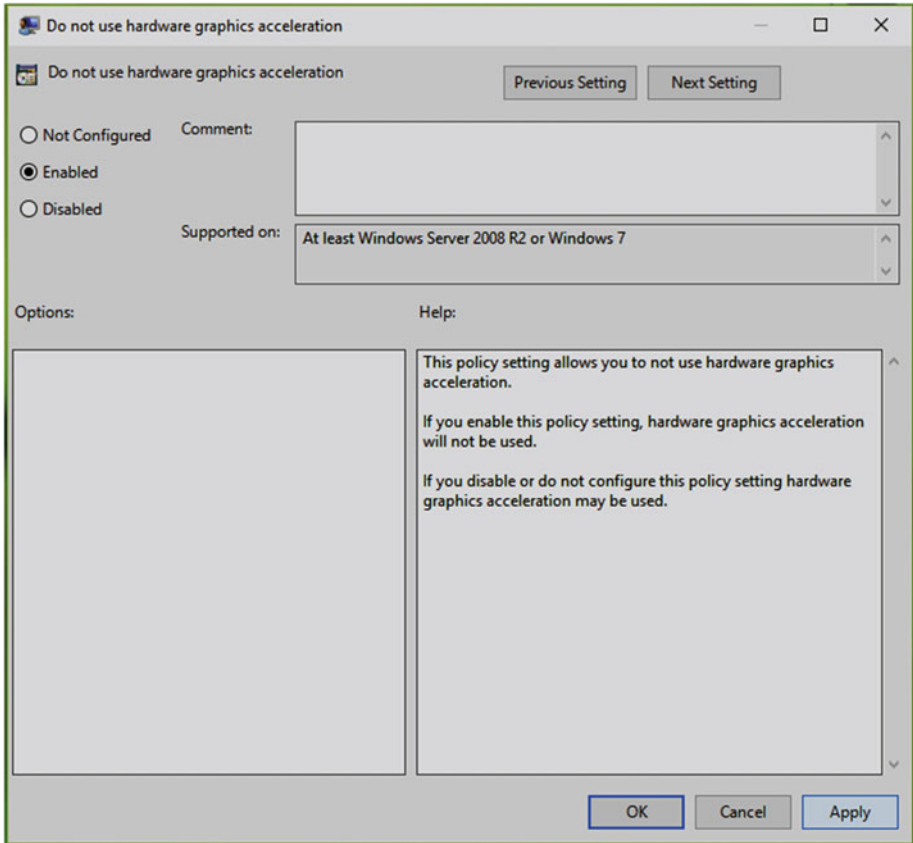 Do not use hardware graphics acceleration
Do not use hardware graphics acceleration
Previous Setting
Next Setting
Not Configured
Enabled
Disabled
Comment:
Supported on:
At least Windows Server 2008 R2 or Windows 7
Options:
Help:
This policy setting allows you to not use hardware graphics
acceleration.
If you enable this policy setting, hardware graphics acceleration
will not be used.
If you disable or do not configure this policy setting hardware
graphics acceleration may be used.
OK
Cancel
Apply